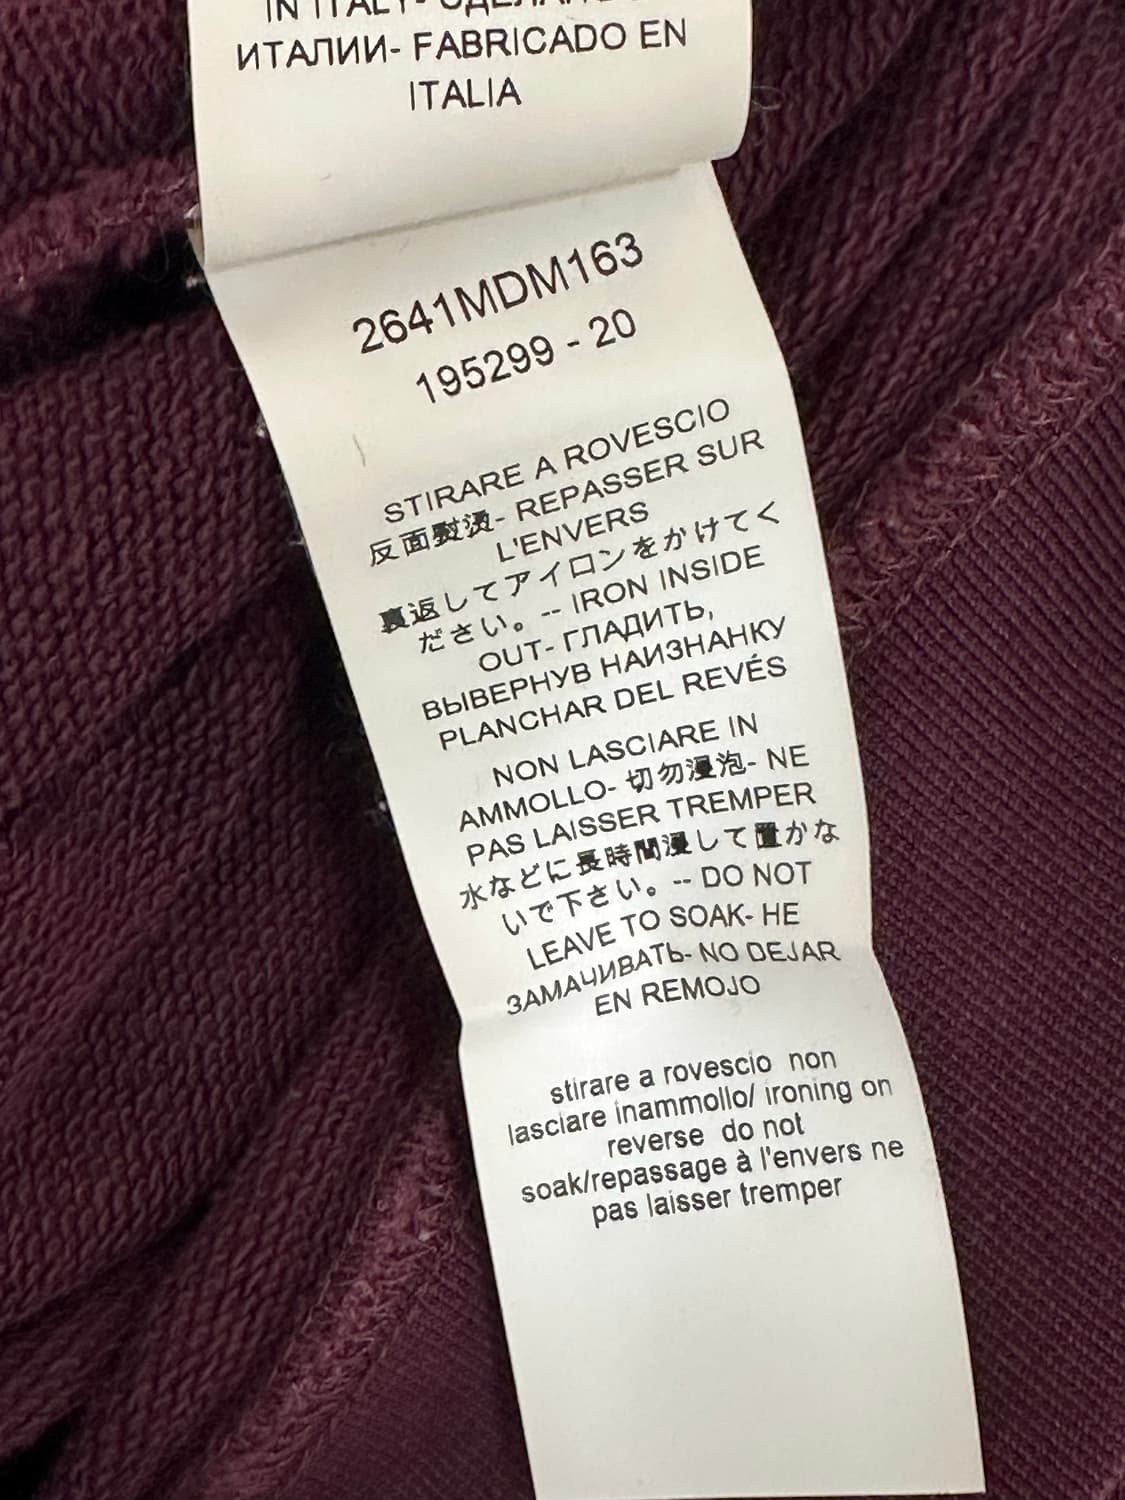 IN ITALY- СДЕЛАНО В
ИТАЛИИ- FABRICADO EN
ITALIA
2641MDM163
195299 - 20
STIRARE A ROVESCIO
反面熨烫- REPASSER SUR
L'ENVERS
裏返してアイロンをかけてく
ださい。-- IRON INSIDE
OUT- ГЛАДИТЬ,
ВЫВЕРНУВ НАИЗНАНКУ
PLANCHAR DEL REVÉS
NON LASCIARE IN
AMMOLLO- 切勿浸泡- NE
PAS LAISSER TREMPER
水などに長時間浸して置かな
いで下さい。-- DO NOT
LEAVE TO SOAK- НЕ
ЗАМАЧИВАТЬ- NO DEJAR
EN REMOJO
stirare a rovescio non
lasciare inammollo/ ironing on
reverse do not
soak/repassage à l'envers ne
pas laisser tremper